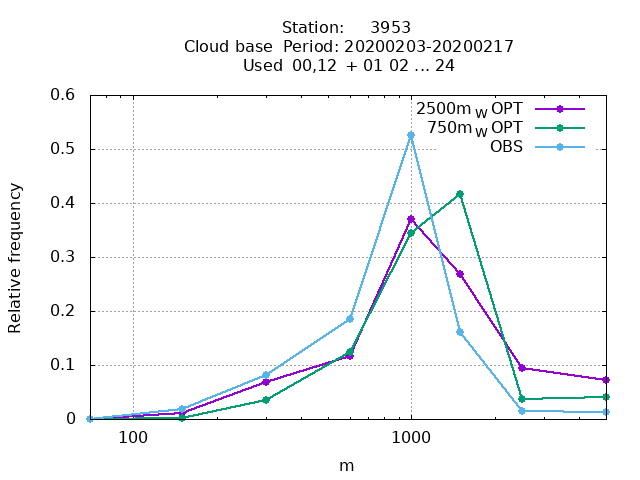 Station: 3953
Cloud base Period: 20200203-20200217
Used 00,12 + 01 02 ... 24
0.6
0.5
0.4
0.3
0.2
0.1
0
Relative frequency
2500m W OPT
750m W OPT
OBS
100 1000
m